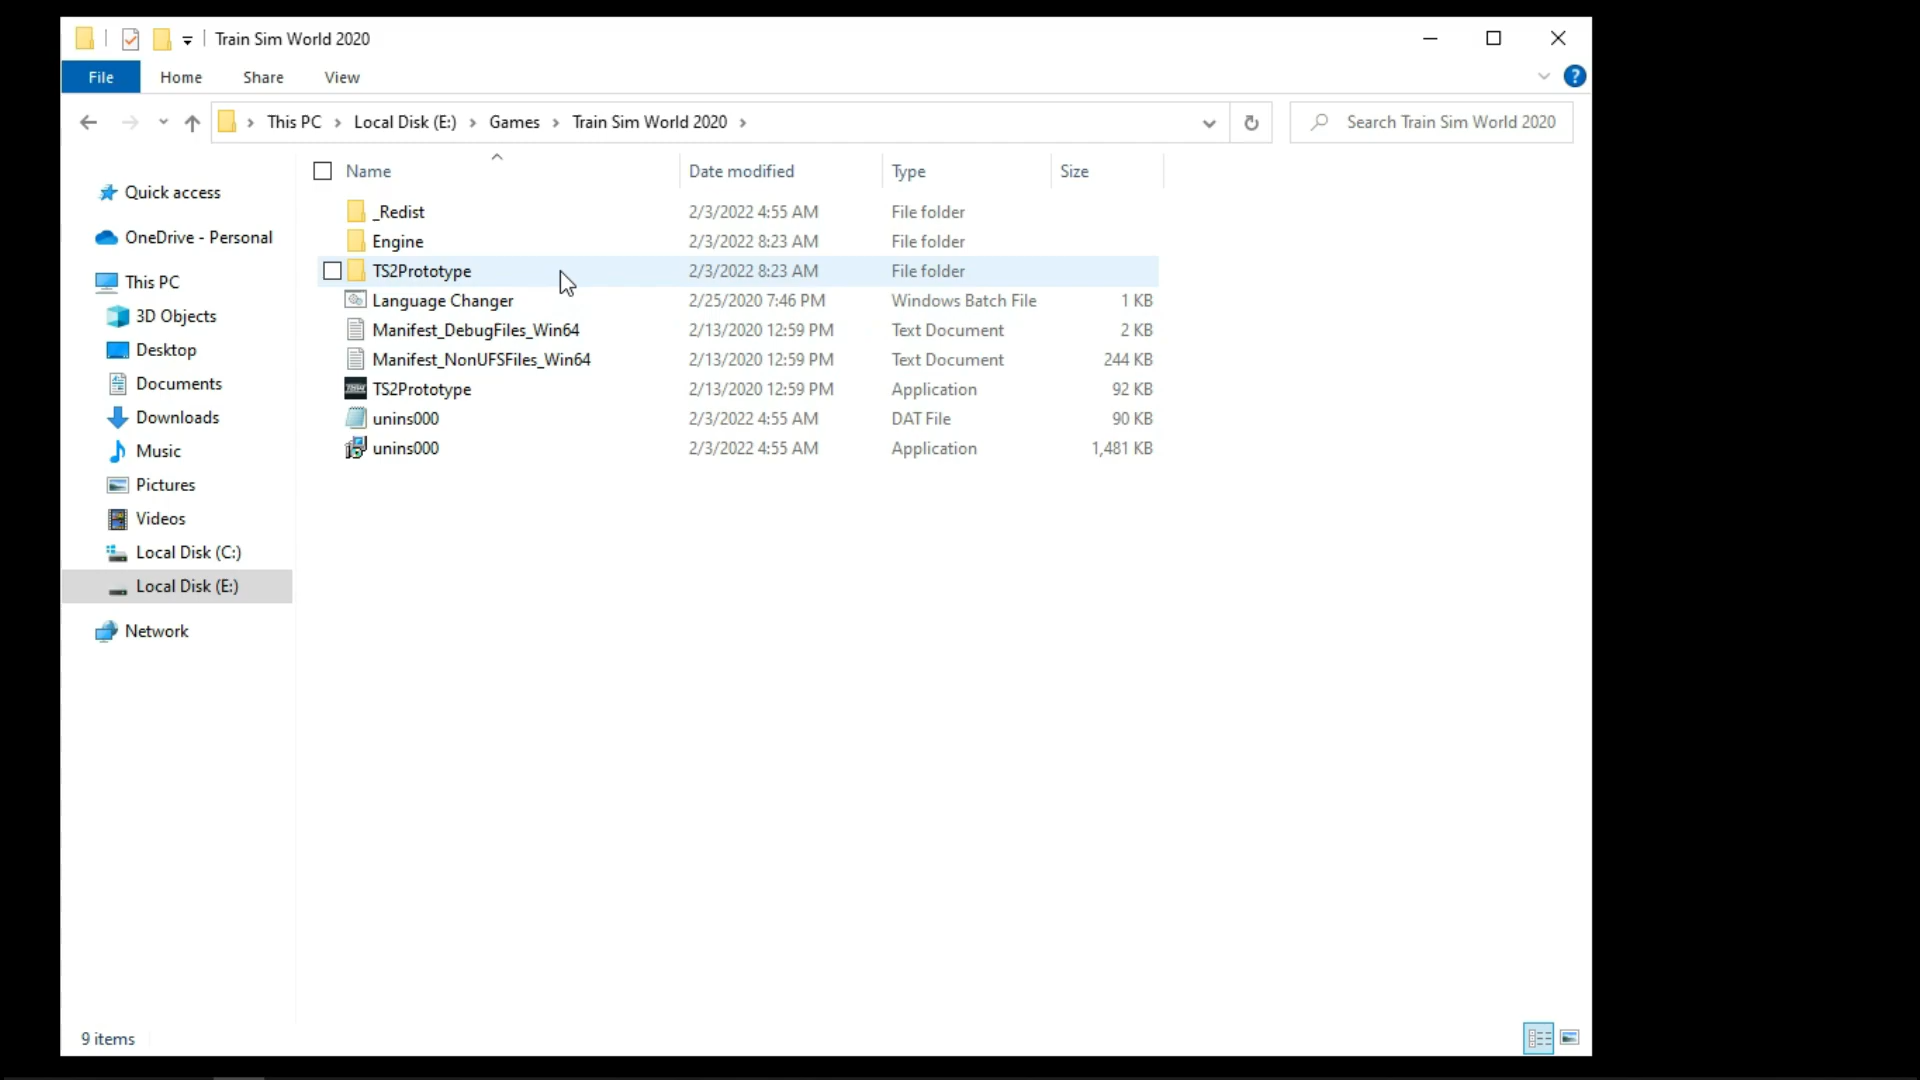 Train Sim World 2020
File Home Share View
This PC Local Disk (E:) Games Train Sim World 2020
Search Train Sim World 2020
Quick access
OneDrive - Personal
This PC
3D Objects
Desktop
Documents
Downloads
Music
Pictures
Videos
Local Disk (C:)
Local Disk (E:)
Network
Name Date modified Type Size
_Redist 2/3/2022 4:55 AM File folder
Engine 2/3/2022 8:23 AM File folder
TS2Prototype 2/3/2022 8:23 AM File folder
Language Changer 2/25/2020 7:46 PM Windows Batch File 1 KB
Manifest_DebugFiles_Win64 2/13/2020 12:59 PM Text Document 2 KB
Manifest_NonUFSFiles_Win64 2/13/2020 12:59 PM Text Document 244 KB
TS2Prototype 2/13/2020 12:59 PM Application 92 KB
unins000 2/3/2022 4:55 AM DAT File 90 KB
unins000 2/3/2022 4:55 AM Application 1,481 KB
9 items